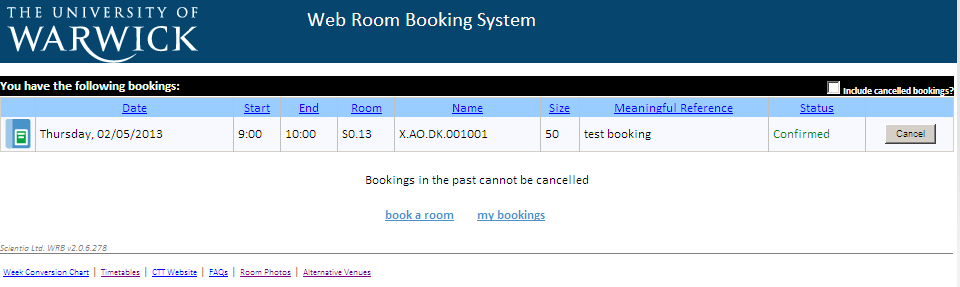 THE UNIVERSITY OF
WARWICK
Web Room Booking System
You have the following bookings:
Include cancelled bookings?
Date Start End Room Name Size Meaningful Reference Status
Thursday, 02/05/2013 9:00 10:00 S0.13 X.AO.DK.001001 50 test booking Confirmed Cancel
Bookings in the past cannot be cancelled
book a room my bookings
Scientia Ltd. WRB v2.0.6.278
Week Conversion Chart | Timetables | CTT Website | FAQs | Room Photos | Alternative Venues